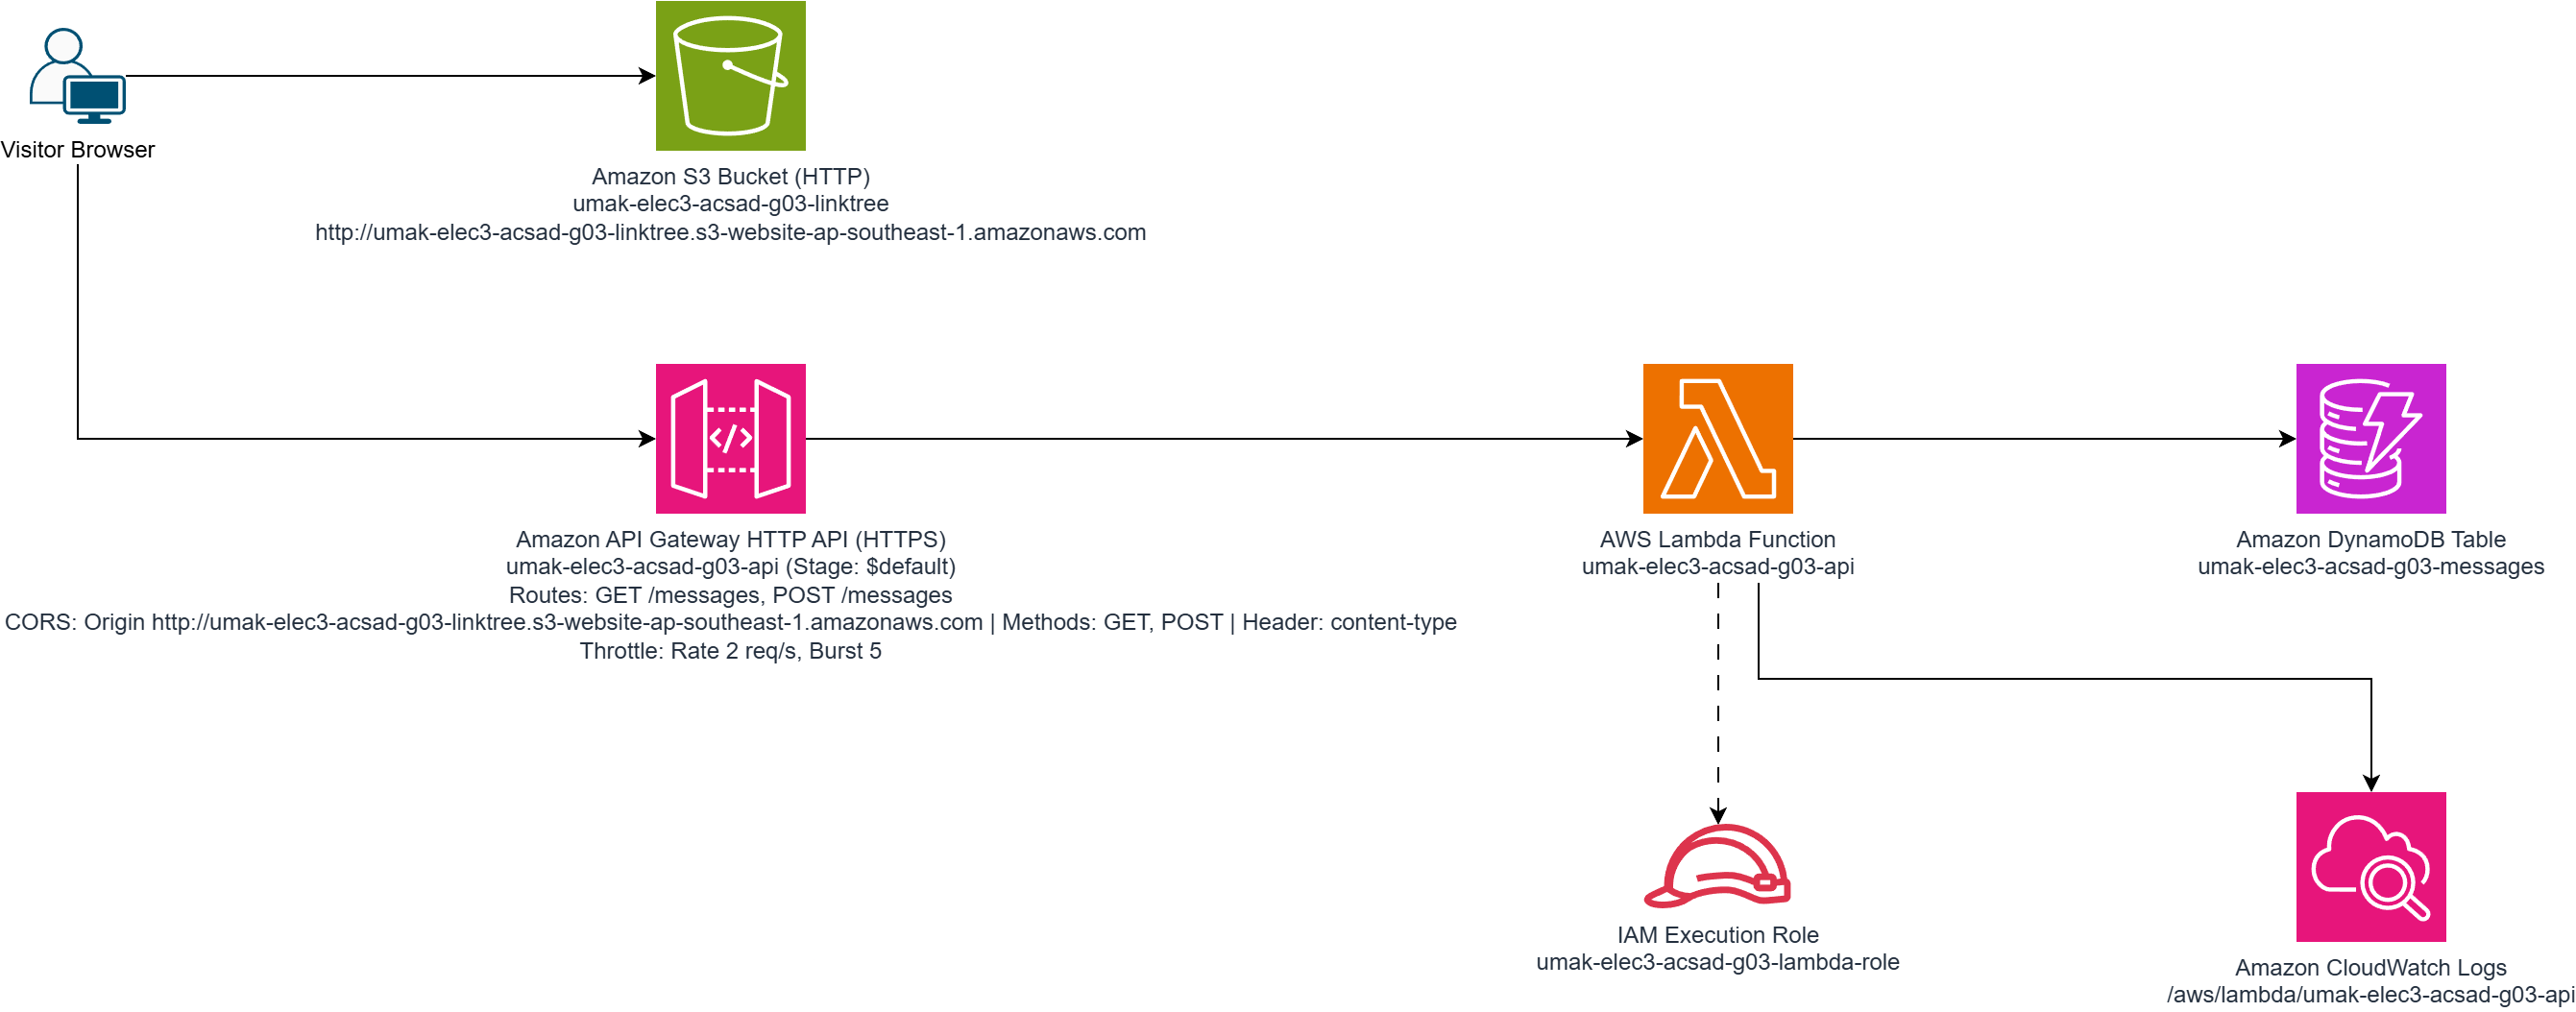 Visitor Browser
Amazon S3 Bucket (HTTP)
umak-elec3-acsad-g03-linktree
http://umak-elec3-acsad-g03-linktree.s3-website-ap-southeast-1.amazonaws.com
Amazon API Gateway HTTP API (HTTPS)
umak-elec3-acsad-g03-api (Stage: $default)
Routes: GET /messages, POST /messages
CORS: Origin http://umak-elec3-acsad-g03-linktree.s3-website-ap-southeast-1.amazonaws.com | Methods: GET, POST | Header: content-type
Throttle: Rate 2 req/s, Burst 5
AWS Lambda Function
umak-elec3-acsad-g03-api
Amazon DynamoDB Table
umak-elec3-acsad-g03-messages
IAM Execution Role
umak-elec3-acsad-g03-lambda-role
Amazon CloudWatch Logs
/aws/lambda/umak-elec3-acsad-g03-api